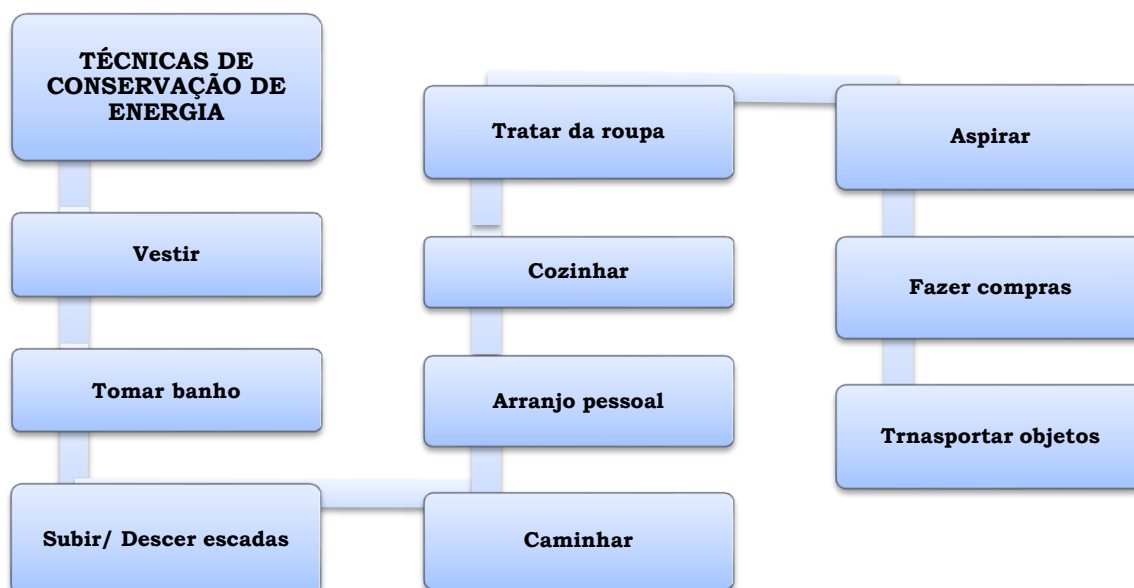 TÉCNICAS DE
CONSERVAÇÃO DE
ENERGIA
Vestir
Tomar banho
Subir/ Descer escadas
Caminhar
Arranjo pessoal
Cozinhar
Tratar da roupa
Aspirar
Fazer compras
Trnasportar objetos